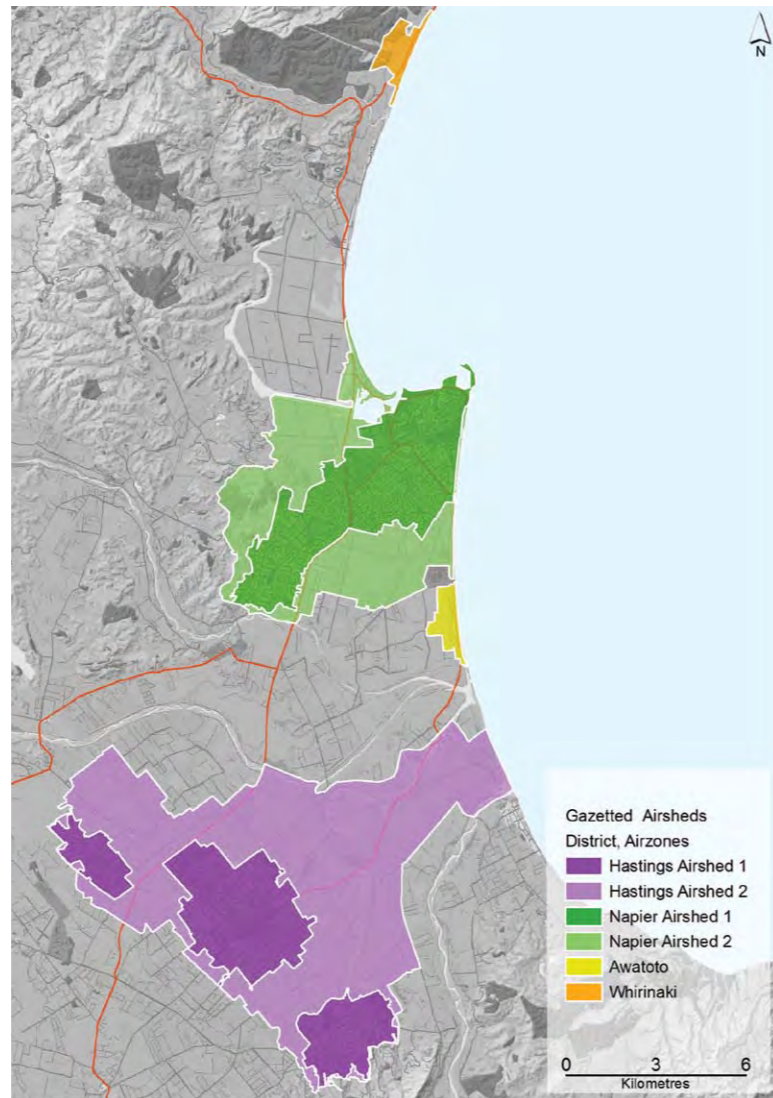 N
Gazetted Airsheds
District, Airzones
Hastings Airshed 1
Hastings Airshed 2
Napier Airshed 1
Napier Airshed 2
Awatoto
Whirinaki
0 3 6
Kilometres